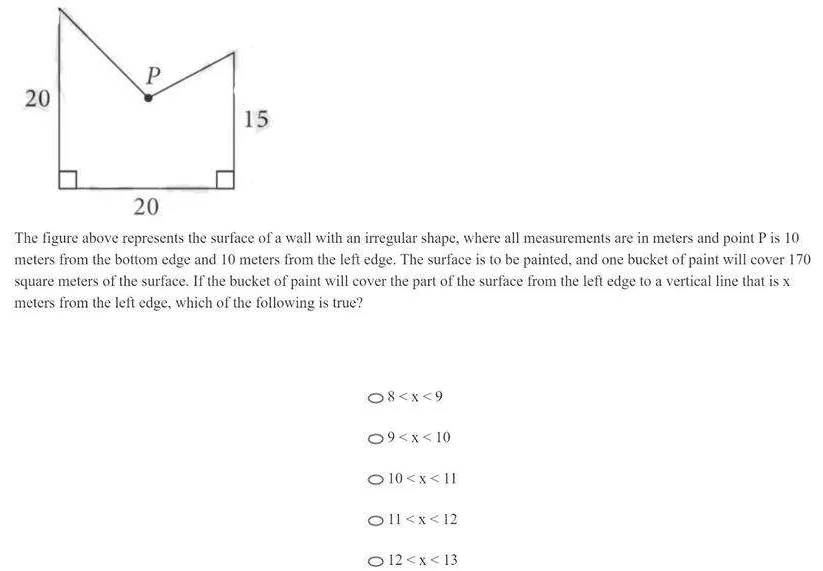 P
20
15
20
The figure above represents the surface of a wall with an irregular shape, where all measurements are in meters and point P is 10
meters from the bottom edge and 10 meters from the left edge. The surface is to be painted, and one bucket of paint will cover 170
square meters of the surface. If the bucket of paint will cover the part of the surface from the left edge to a vertical line that is x
meters from the left edge, which of the following is true?
8 < x < 9
9 < x < 10
10 < x < 11
11 < x < 12
12 < x < 13